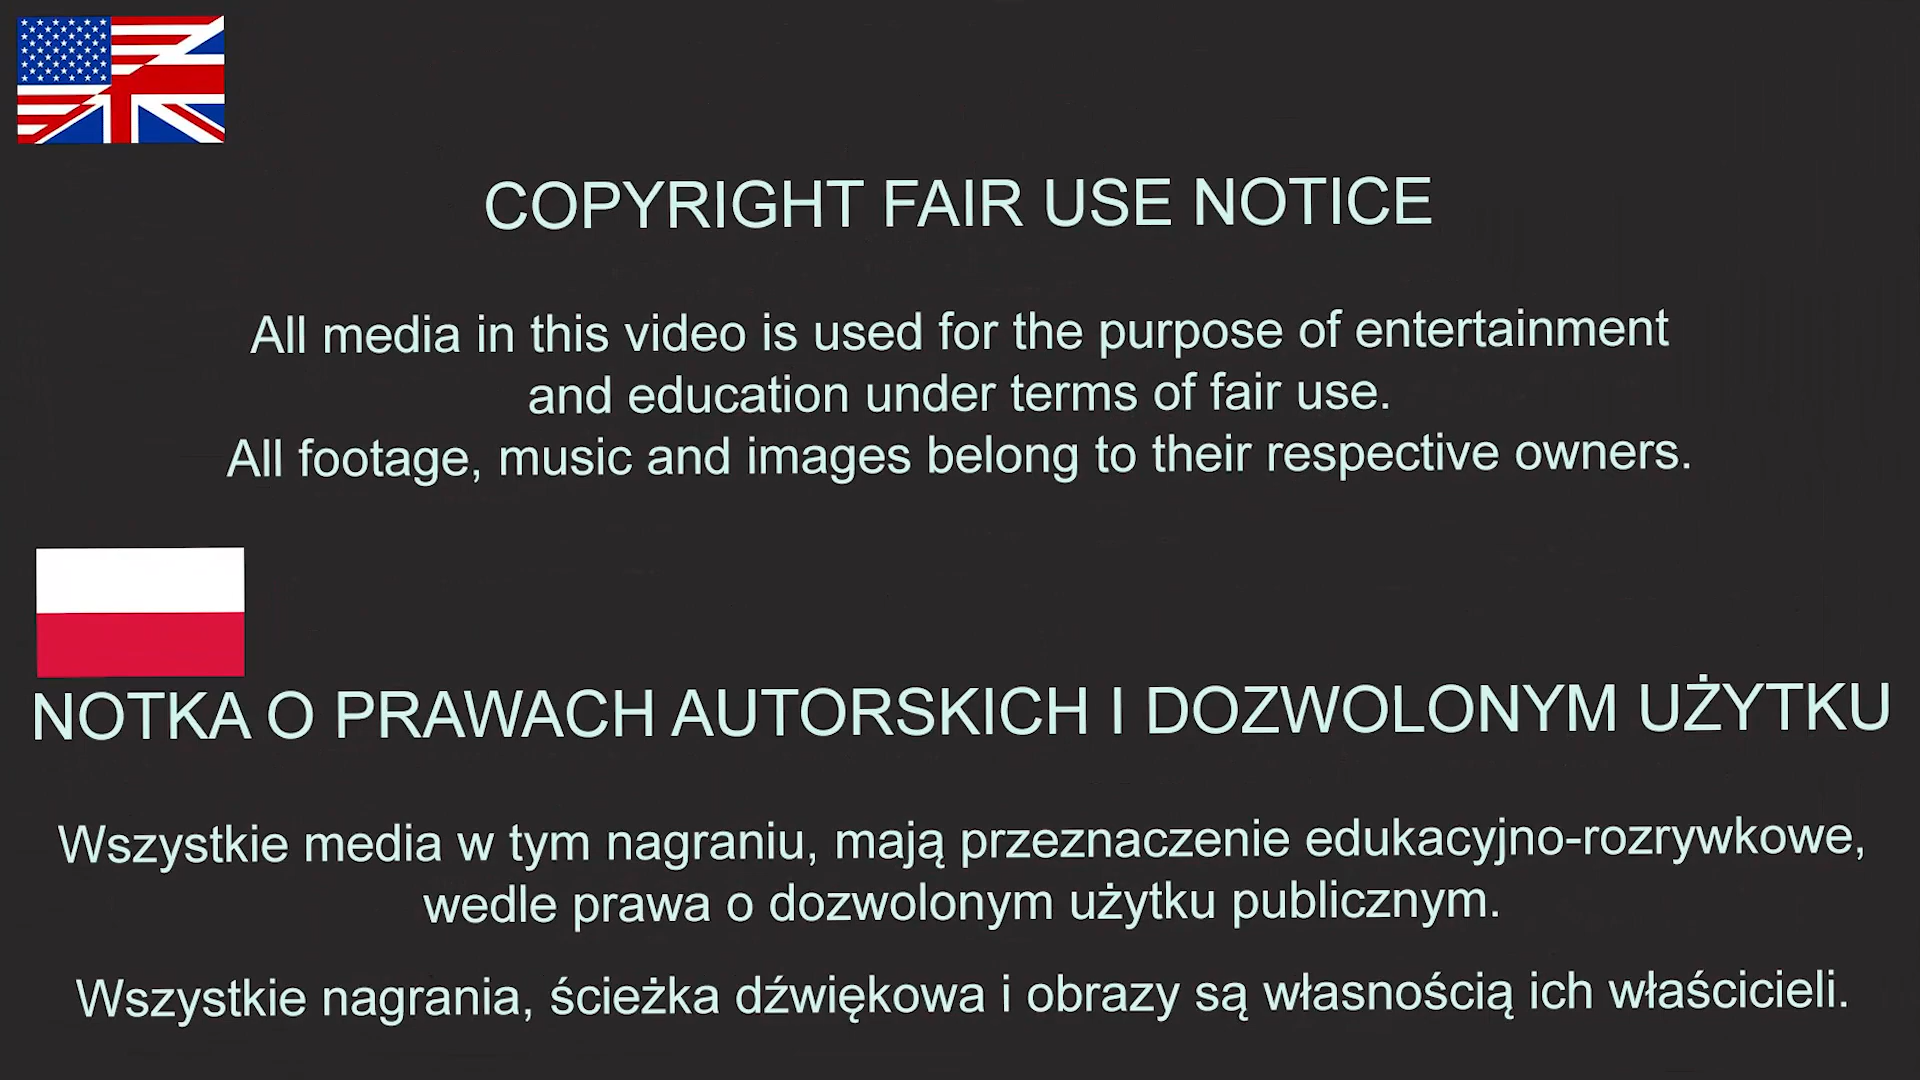 COPYRIGHT FAIR USE NOTICE
All media in this video is used for the purpose of entertainment
and education under terms of fair use.
All footage, music and images belong to their respective owners.
NOTKA O PRAWACH AUTORSKICH I DOZWOLONYM UŻYTKU
Wszystkie media w tym nagraniu, mają przeznaczenie edukacyjno-rozrywkowe,
wedle prawa o dozwolonym użytku publicznym.
Wszystkie nagrania, ścieżka dźwiękowa i obrazy są własnością ich właścicieli.